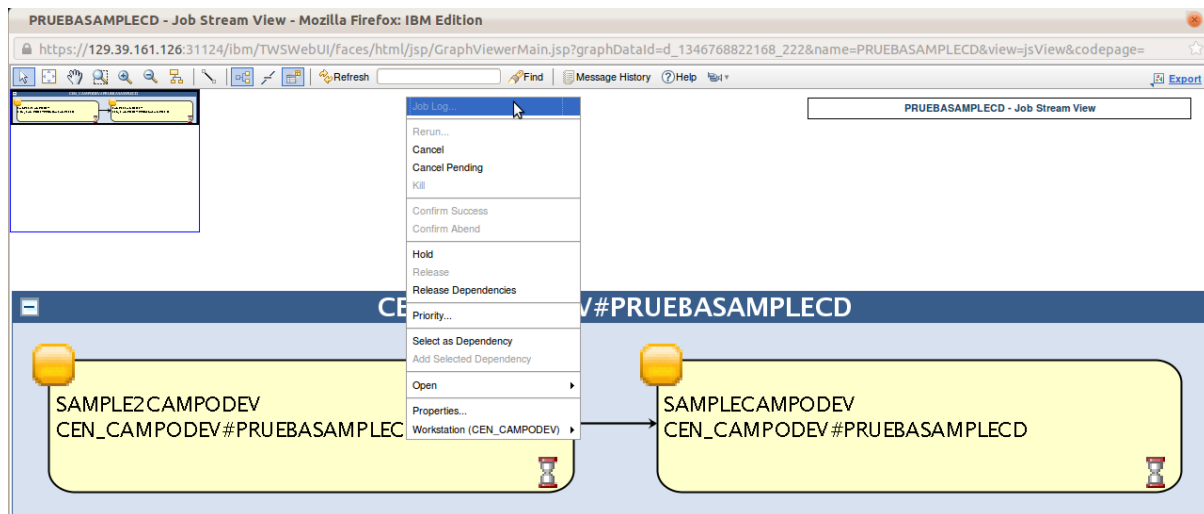 PRUEBASAMPLECD - Job Stream View - Mozilla Firefox: IBM Edition
https://129.39.161.126:31124/ibm/TWSWebUI/faces/html/jsp/GraphViewerMain.jsp?graphDataId=d_1346768822168_222&name=PRUEBASAMPLECD&view=jsView&codepage=
Refresh Find Message History Help Export
PRUEBASAMPLECD - Job Stream View
Job Log...
Rerun...
Cancel
Cancel Pending
Kill
Confirm Success
Confirm Abend
Hold
Release
Release Dependencies
Priority...
Select as Dependency
Add Selected Dependency
Open
Properties...
Workstation (CEN_CAMPODEV)
CE V#PRUEBASAMPLECD
SAMPLE2CAMPODEV
CEN_CAMPODEV#PRUEBASAMPLEC
SAMPLECAMPODEV
CEN_CAMPODEV#PRUEBASAMPLECD